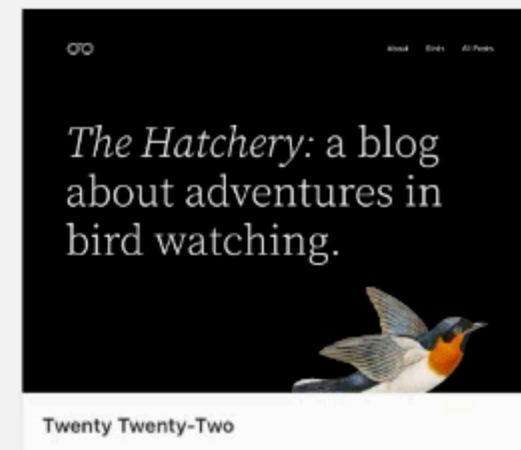 About Birds All Posts
The Hatchery: a blog
about adventures in
bird watching.
Twenty Twenty-Two